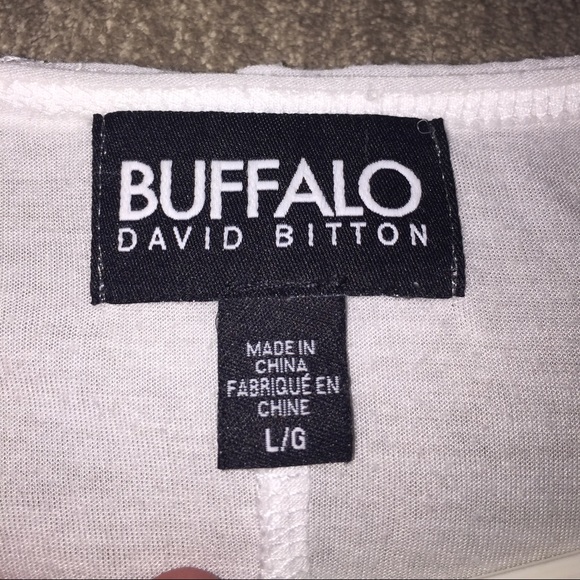 BUFFALO
DAVID BITTON
MADE IN
CHINA
FABRIQUÉ EN
CHINE
L/G